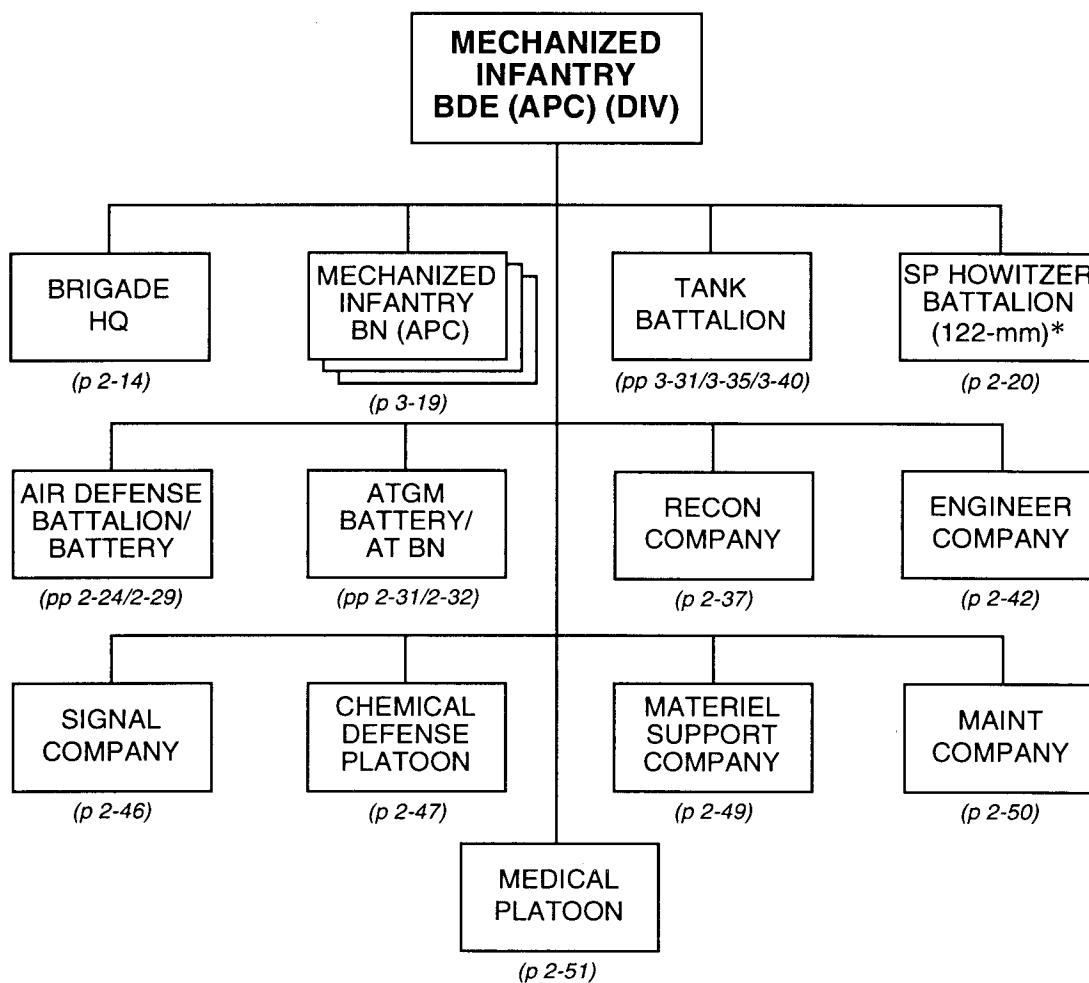 MECHANIZED
INFANTRY
BDE (APC) (DIV)
BRIGADE
HQ
(p 2-14)
MECHANIZED
INFANTRY
BN (APC)
(p 3-19)
TANK
BATTALION
(pp 3-31/3-35/3-40)
SP HOWITZER
BATTALION
(122-mm)*
(p 2-20)
AIR DEFENSE
BATTALION/
BATTERY
(pp 2-24/2-29)
ATGM
BATTERY/
AT BN
(pp 2-31/2-32)
RECON
COMPANY
(p 2-37)
ENGINEER
COMPANY
(p 2-42)
SIGNAL
COMPANY
(p 2-46)
CHEMICAL
DEFENSE
PLATOON
(p 2-47)
MATERIEL
SUPPORT
COMPANY
(p 2-49)
MAINT
COMPANY
(p 2-50)
MEDICAL
PLATOON
(p 2-51)